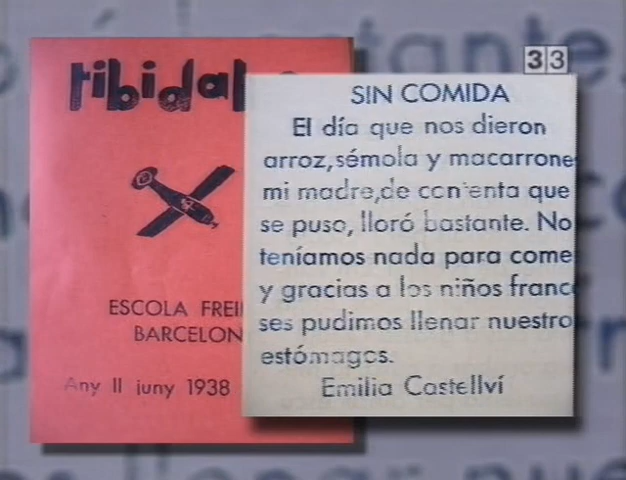 33
SIN COMIDA
El día que nos dieron
arroz, sémola y macarrone
mi madre, de contenta que
se puso, lloró bastante. No
teníamos nada para come
y gracias a los niños franc
ses pudimos llenar nuestro
estómagos.
Emilia Castellví
ESCOLA FREI
BARCELON
Any II juny 1938